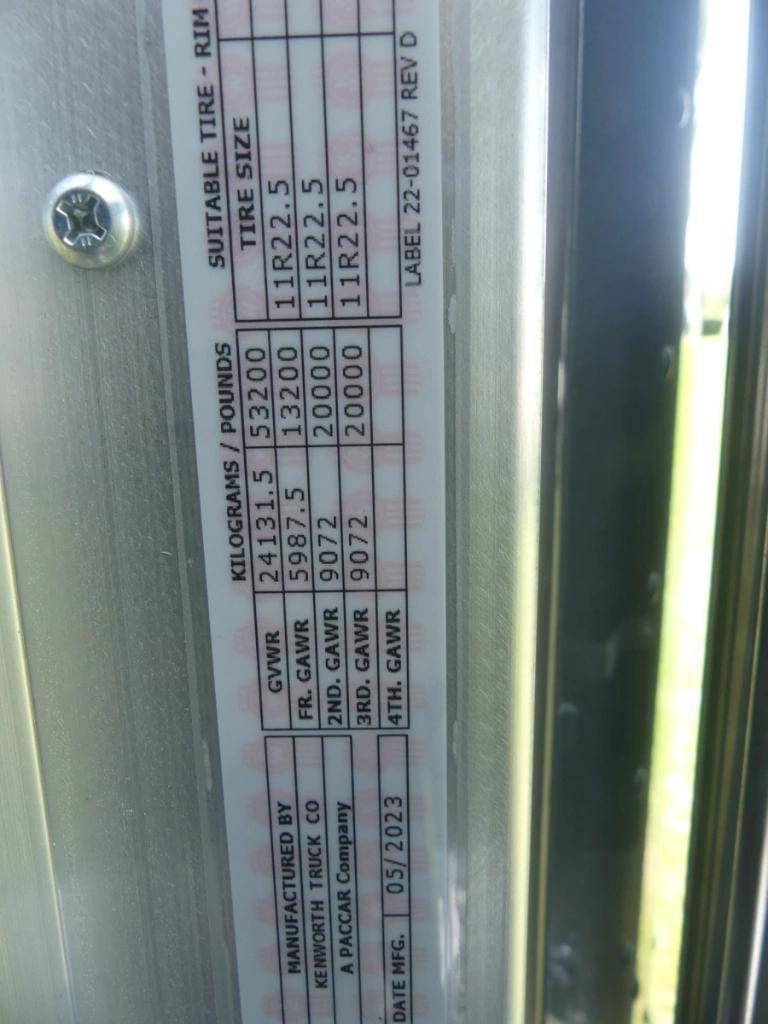 MANUFACTURED BY
KENWORTH TRUCK CO
A PACCAR Company
DATE MFG. 05/2023
KILOGRAMS / POUNDS
GVWR 24131.5 53200
FR. GAWR 5987.5 13200
2ND. GAWR 9072 20000
3RD. GAWR 9072 20000
4TH. GAWR
SUITABLE TIRE - RIM
TIRE SIZE
11R22.5
11R22.5
11R22.5
LABEL 22-01467 REV D